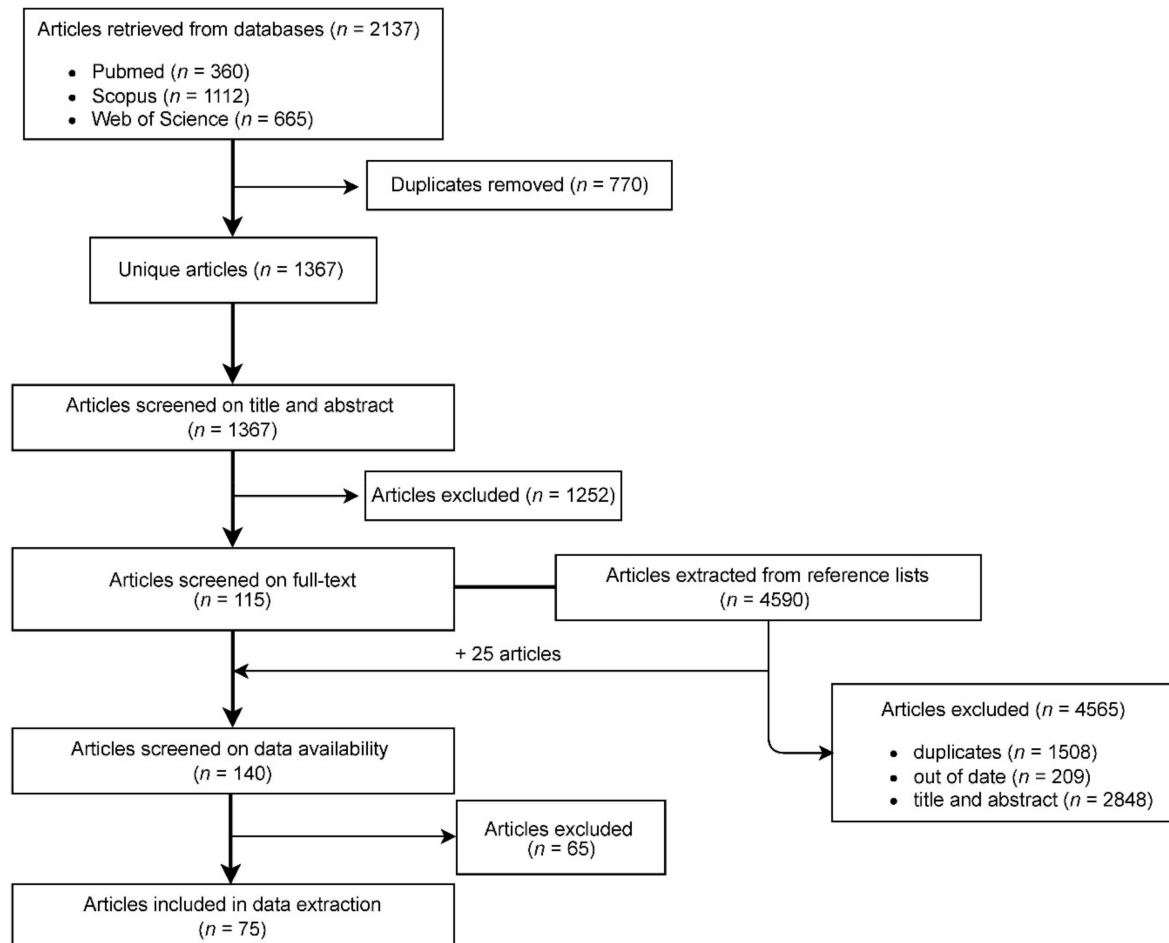 Articles retrieved from databases (n = 2137)
• Pubmed (n = 360)
• Scopus (n = 1112)
• Web of Science (n = 665)
Duplicates removed (n = 770)
Unique articles (n = 1367)
Articles screened on title and abstract
(n = 1367)
Articles excluded (n = 1252)
Articles screened on full-text
(n = 115)
Articles extracted from reference lists
(n = 4590)
+ 25 articles
Articles excluded (n = 4565)
• duplicates (n = 1508)
• out of date (n = 209)
• title and abstract (n = 2848)
Articles screened on data availability
(n = 140)
Articles excluded
(n = 65)
Articles included in data extraction
(n = 75)